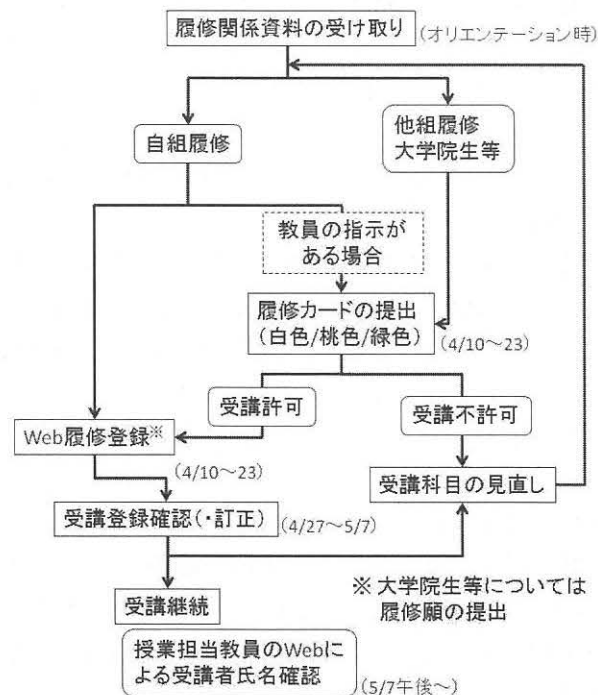 履修関係資料の受け取り
(オリエンテーション時)
自組履修
他組履修
大学院生等
教員の指示が
ある場合
履修カードの提出
(白色/桃色/緑色)
(4/10～23)
受講許可
受講不許可
Web履修登録※
(4/10～23)
受講科目の見直し
受講登録確認(・訂正)
(4/27～5/7)
受講継続
※ 大学院生等については
履修願の提出
授業担当教員のWebに
よる受講者氏名確認
(5/7午後～)